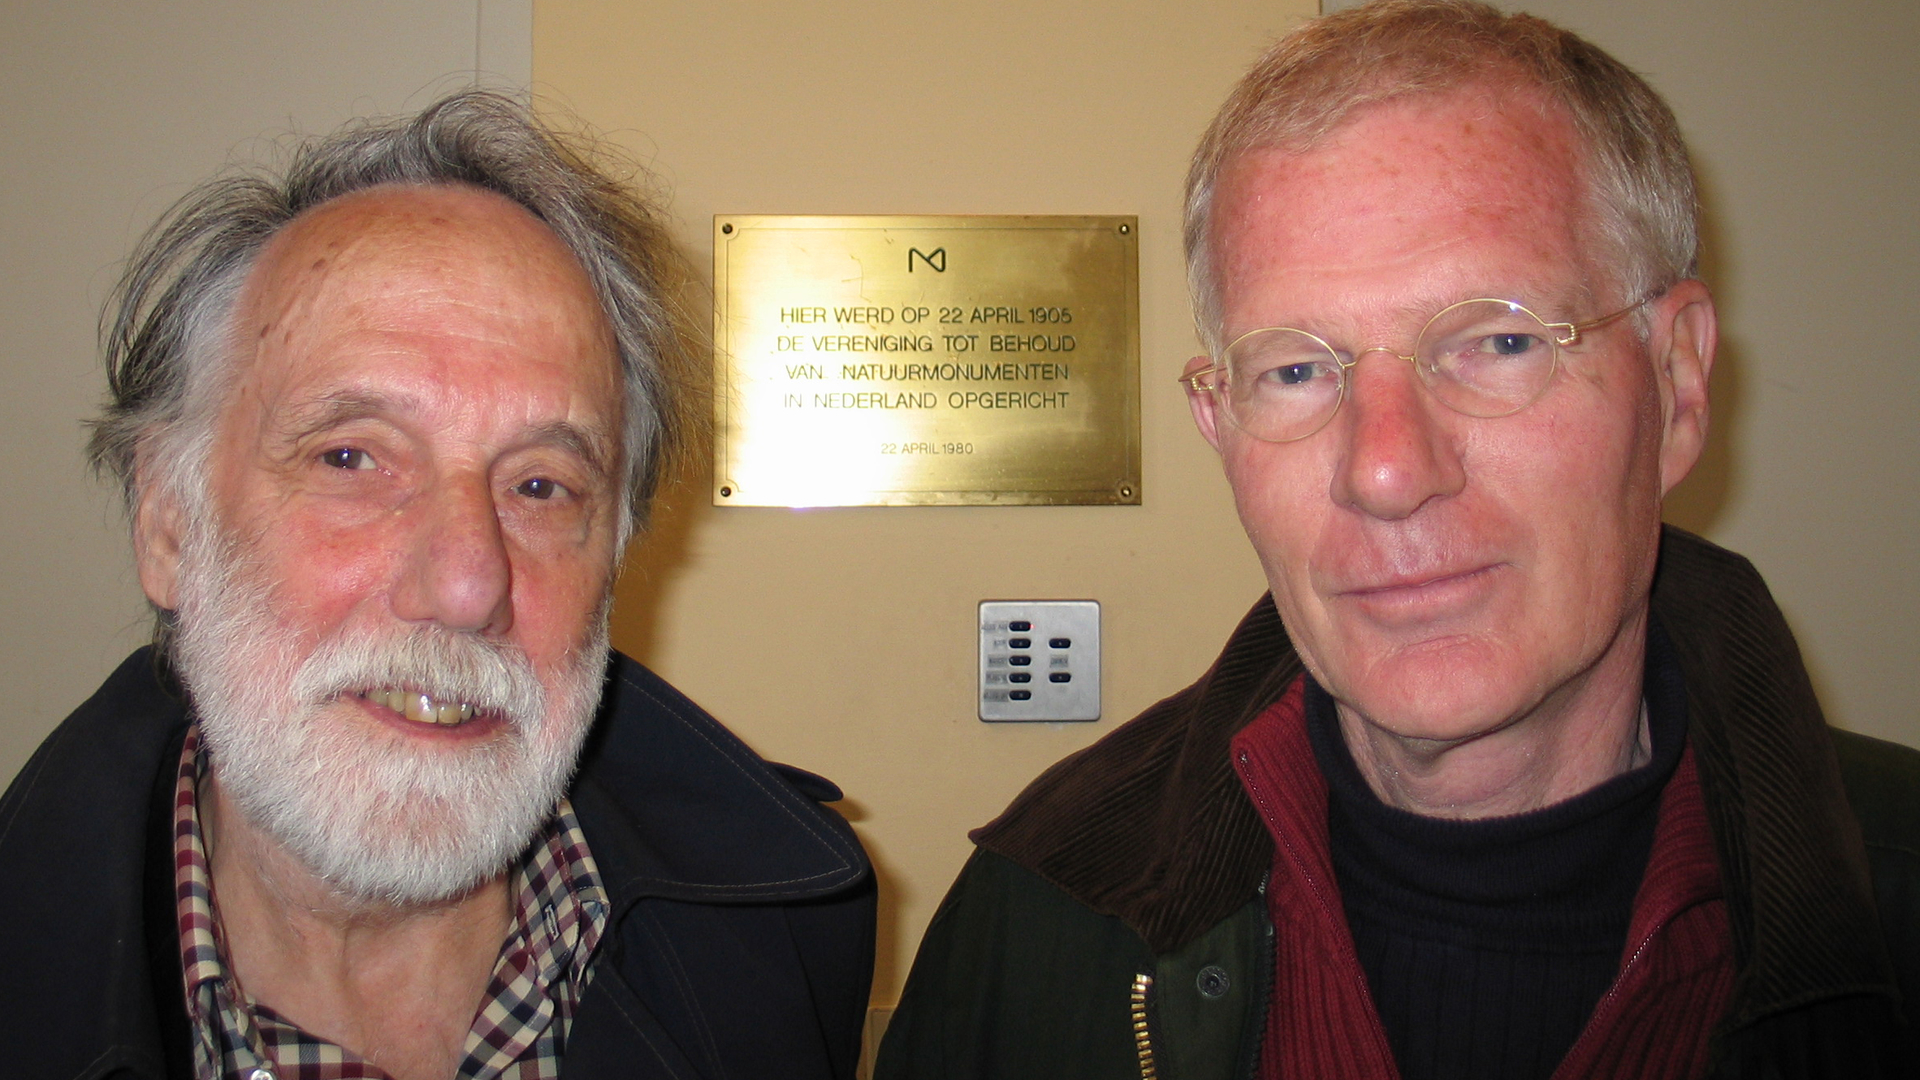 HIER WERD OP 22 APRIL 1905
DE VERENIGING TOT BEHOUD
VAN NATUURMONUMENTEN
IN NEDERLAND OPGERICHT
22 APRIL 1980